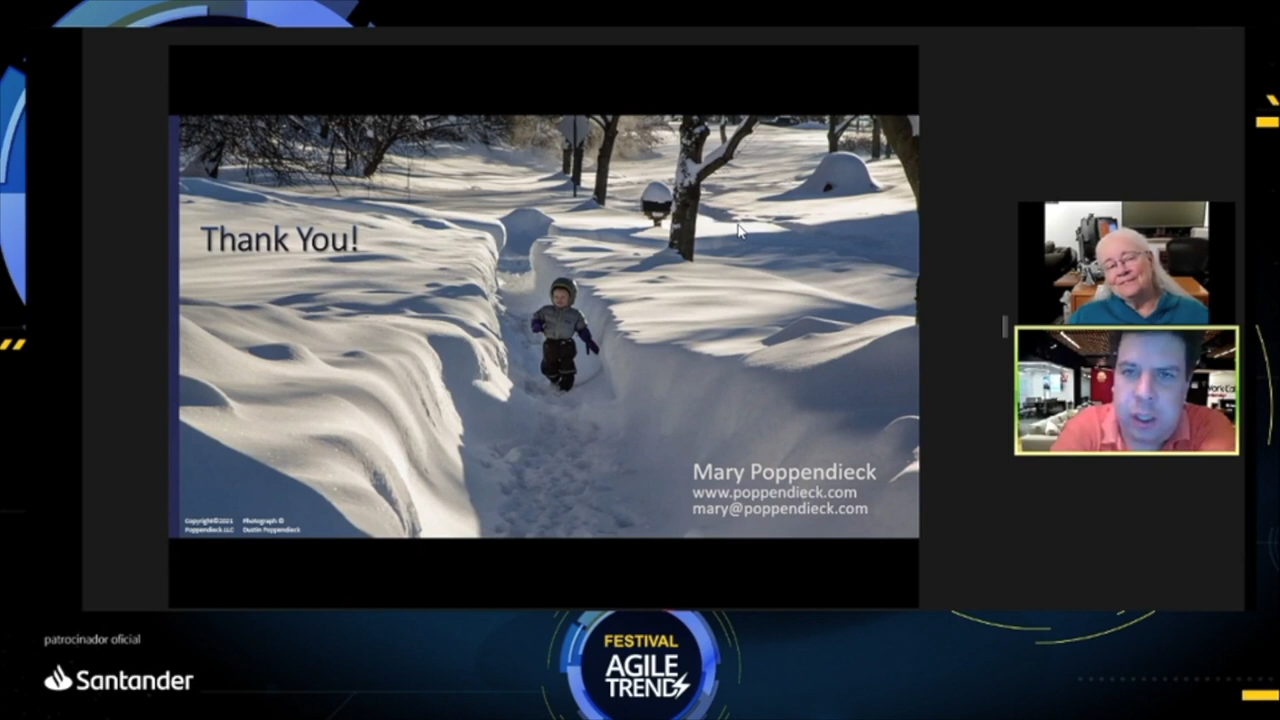 Thank You!
Mary Poppendieck
www.poppendieck.com
mary@poppendieck.com
Copyright©2021 Photograph ©
Poppendieck.LLC Dustin Poppendieck
patrocinador oficial
Santander
FESTIVAL
AGILE
TRENDS